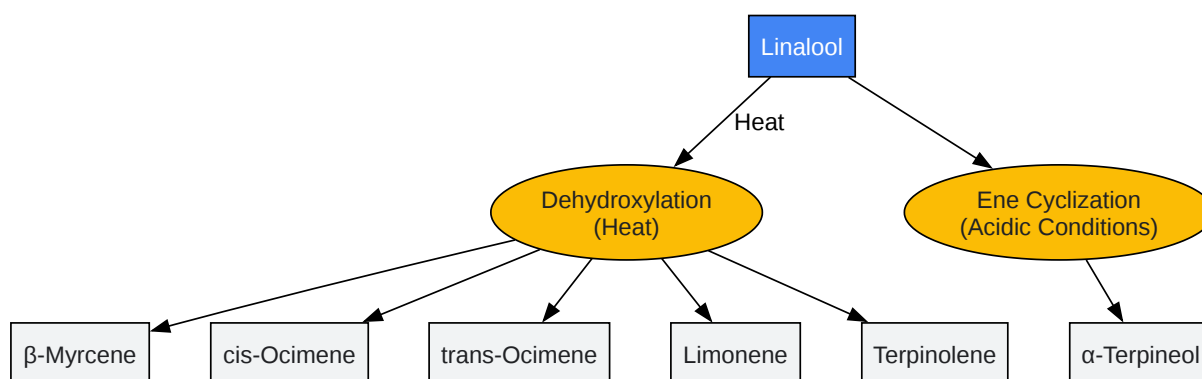 Linalool
Heat
Dehydroxylation
(Heat)
Ene Cyclization
(Acidic Conditions)
β-Myrcene
cis-Ocimene
trans-Ocimene
Limonene
Terpinolene
α-Terpineol